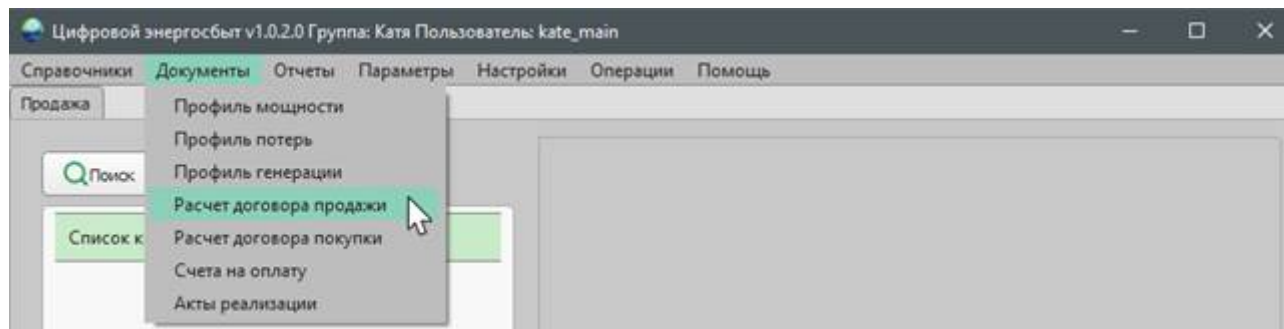 Цифровой энергосбыт v1.0.2.0 Группа: Катя Пользователь: kate_main
Справочники Документы Отчеты Параметры Настройки Операции Помощь
Продажа
Профиль мощности
Профиль потерь
Поиск
Профиль генерации
Расчет договора продажи
Список к
Расчет договора покупки
Счета на оплату
Акты реализации